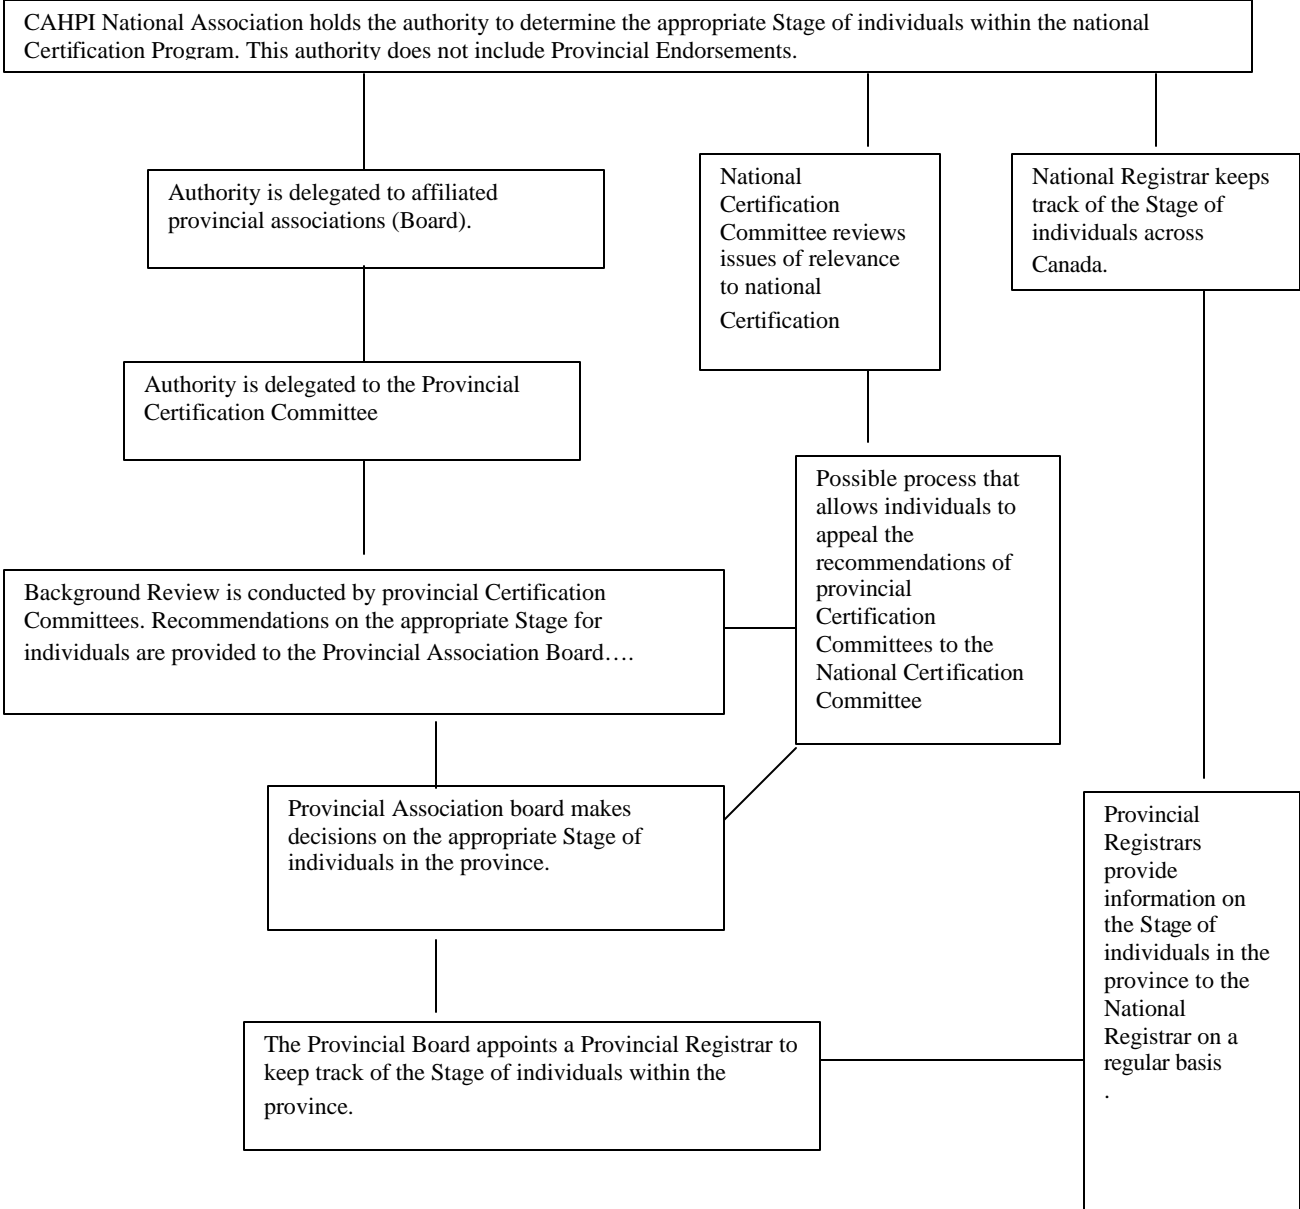 CAHPI National Association holds the authority to determine the appropriate Stage of individuals within the national
Certification Program. This authority does not include Provincial Endorsements.
Authority is delegated to affiliated
provincial associations (Board).
National
Certification
Committee reviews
issues of relevance
to national
Certification
National Registrar keeps
track of the Stage of
individuals across
Canada.
Authority is delegated to the Provincial
Certification Committee
Possible process that
allows individuals to
appeal the
recommendations of
provincial
Certification
Committees to the
National Certification
Committee
Background Review is conducted by provincial Certification
Committees. Recommendations on the appropriate Stage for
individuals are provided to the Provincial Association Board….
Provincial Association board makes
decisions on the appropriate Stage of
individuals in the province.
Provincial
Registrars
provide
information on
the Stage of
individuals in the
province to the
National
Registrar on a
regular basis
.
The Provincial Board appoints a Provincial Registrar to
keep track of the Stage of individuals within the
province.